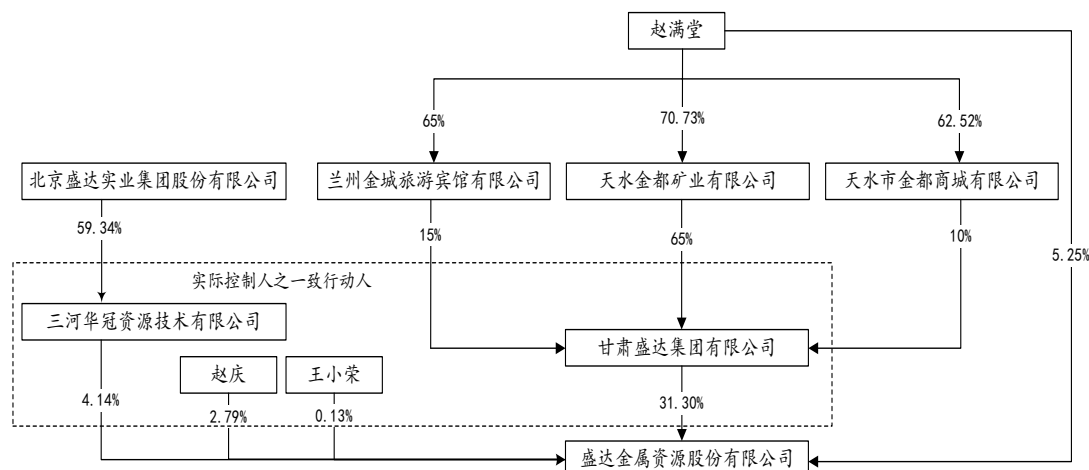 赵满堂
65%
70.73%
62.52%
北京盛达实业集团股份有限公司
兰州金城旅游宾馆有限公司
天水金都矿业有限公司
天水市金都商城有限公司
59.34%
15%
65%
10%
5.25%
实际控制人之一致行动人
三河华冠资源技术有限公司
甘肃盛达集团有限公司
赵庆
王小荣
4.14%
2.79%
0.13%
31.30%
盛达金属资源股份有限公司